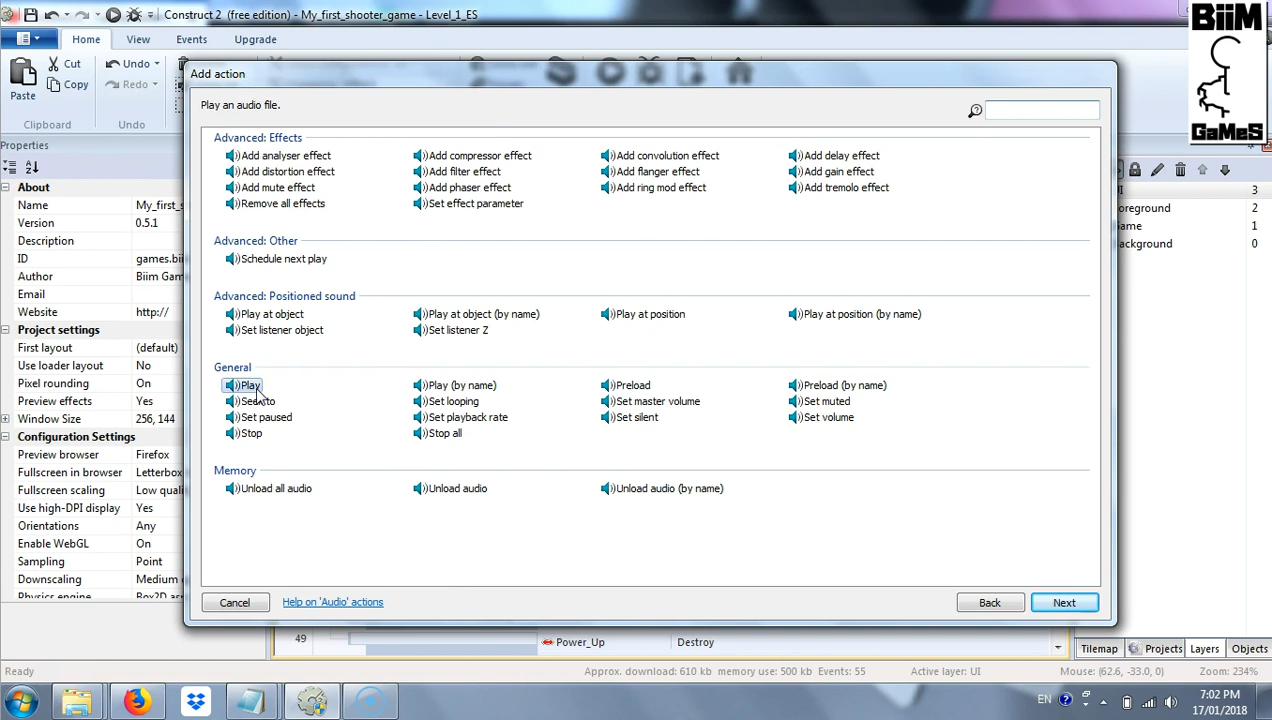 Construct 2 (free edition) - My_first_shooter_game - Level_1_ES
BiiM
GaMeS
Home View Events Upgrade
Paste
Cut
Copy
Clipboard
Undo
Redo
Undo
Properties
About
Name My_first_s
Version 0.5.1
Description
ID games.bii
Author Biim Gam
Email
Website http://
Project settings
First layout (default)
Use loader layout No
Pixel rounding On
Preview effects Yes
Window Size 256, 144
Configuration Settings
Preview browser Firefox
Fullscreen in browser Letterbox
Fullscreen scaling Low quali
Use high-DPI display Yes
Orientations Any
Enable WebGL On
Sampling Point
Downscaling Medium
Physics engine Box2D
Add action
Play an audio file.
Advanced: Effects
Add analyser effect Add compressor effect Add convolution effect Add delay effect
Add distortion effect Add filter effect Add flanger effect Add gain effect
Add mute effect Add phaser effect Add ring mod effect Add tremolo effect
Remove all effects Set effect parameter
Advanced: Other
Schedule next play
Advanced: Positioned sound
Play at object Play at object (by name) Play at position Play at position (by name)
Set listener object Set listener Z
General
Play Play (by name) Preload Preload (by name)
Seek to Set looping Set master volume Set muted
Set paused Set playback rate Set silent Set volume
Stop Stop all
Memory
Unload all audio Unload audio Unload audio (by name)
Cancel Help on 'Audio' actions Back Next
UI 3
oreground 2
ame 1
ackground 0
49 Power_Up Destroy
Tilemap Projects Layers Objects
Ready Approx. download: 610 kb memory use: 500 kb Events: 55 Active layer: UI Mouse: (62.6, -33.0, 0) Zoom: 234%
EN 7:02 PM
17/01/2018